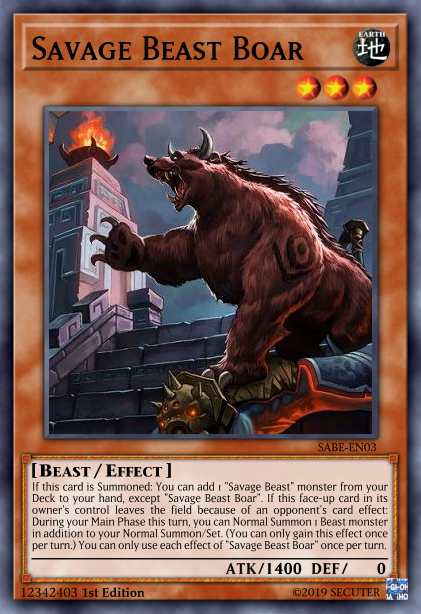 Savage Beast Boar
EARTH
地
SABE-EN03
[Beast/Effect]
If this card is Summoned: You can add 1 "Savage Beast" monster from your
Deck to your hand, except "Savage Beast Boar". If this face-up card in its
owner's control leaves the field because of an opponent's card effect:
During your Main Phase this turn, you can Normal Summon 1 Beast monster
in addition to your Normal Summon/Set. (You can only gain this effect once
per turn.) You can only use each effect of "Savage Beast Boar" once per turn.
ATK/1400 DEF/ 0
12342403 1st Edition
©2019 SECUTER